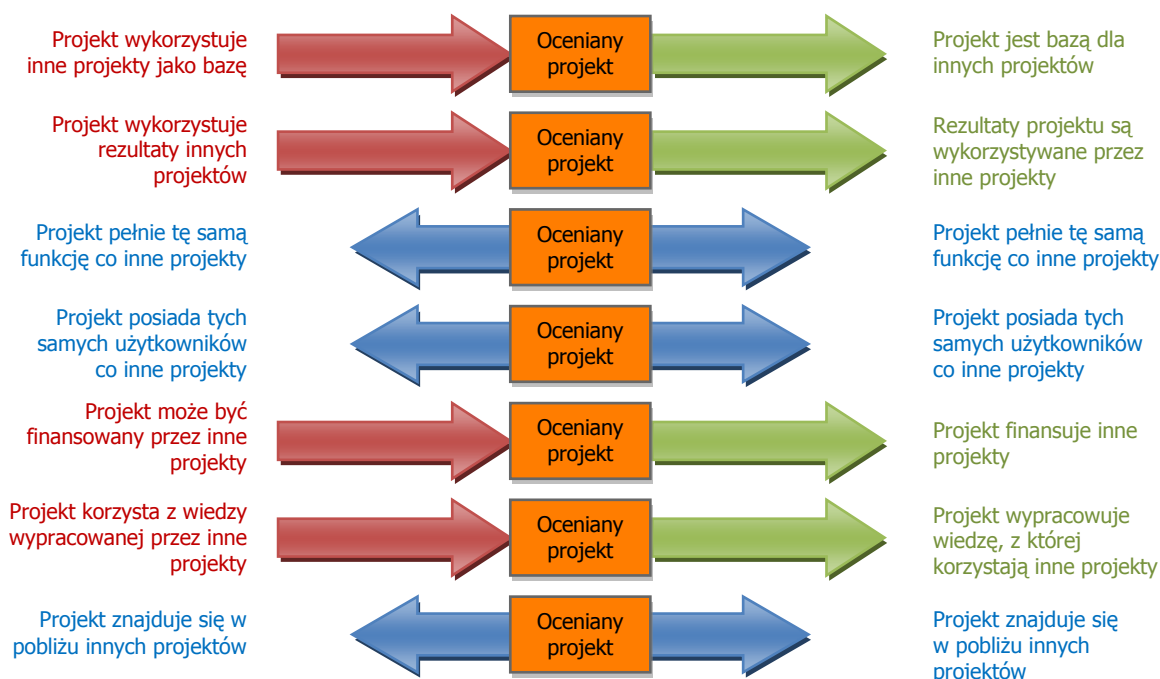 Projekt wykorzystuje
inne projekty jako bazę
Oceniany
projekt
Projekt jest bazą dla
innych projektów
Projekt wykorzystuje
rezultaty innych
projektów
Oceniany
projekt
Rezultaty projektu są
wykorzystywane przez
inne projekty
Projekt pełnie tę samą
funkcję co inne projekty
Oceniany
projekt
Projekt pełnie tę samą
funkcję co inne projekty
Projekt posiada tych
samych użytkowników
co inne projekty
Oceniany
projekt
Projekt posiada tych
samych użytkowników
co inne projekty
Projekt może być
finansowany przez inne
projekty
Oceniany
projekt
Projekt finansuje inne
projekty
Projekt korzysta z wiedzy
wypracowanej przez inne
projekty
Oceniany
projekt
Projekt wypracowuje
wiedzę, z której
korzystają inne projekty
Projekt znajduje się w
pobliżu innych projektów
Oceniany
projekt
Projekt znajduje się
w pobliżu innych
projektów